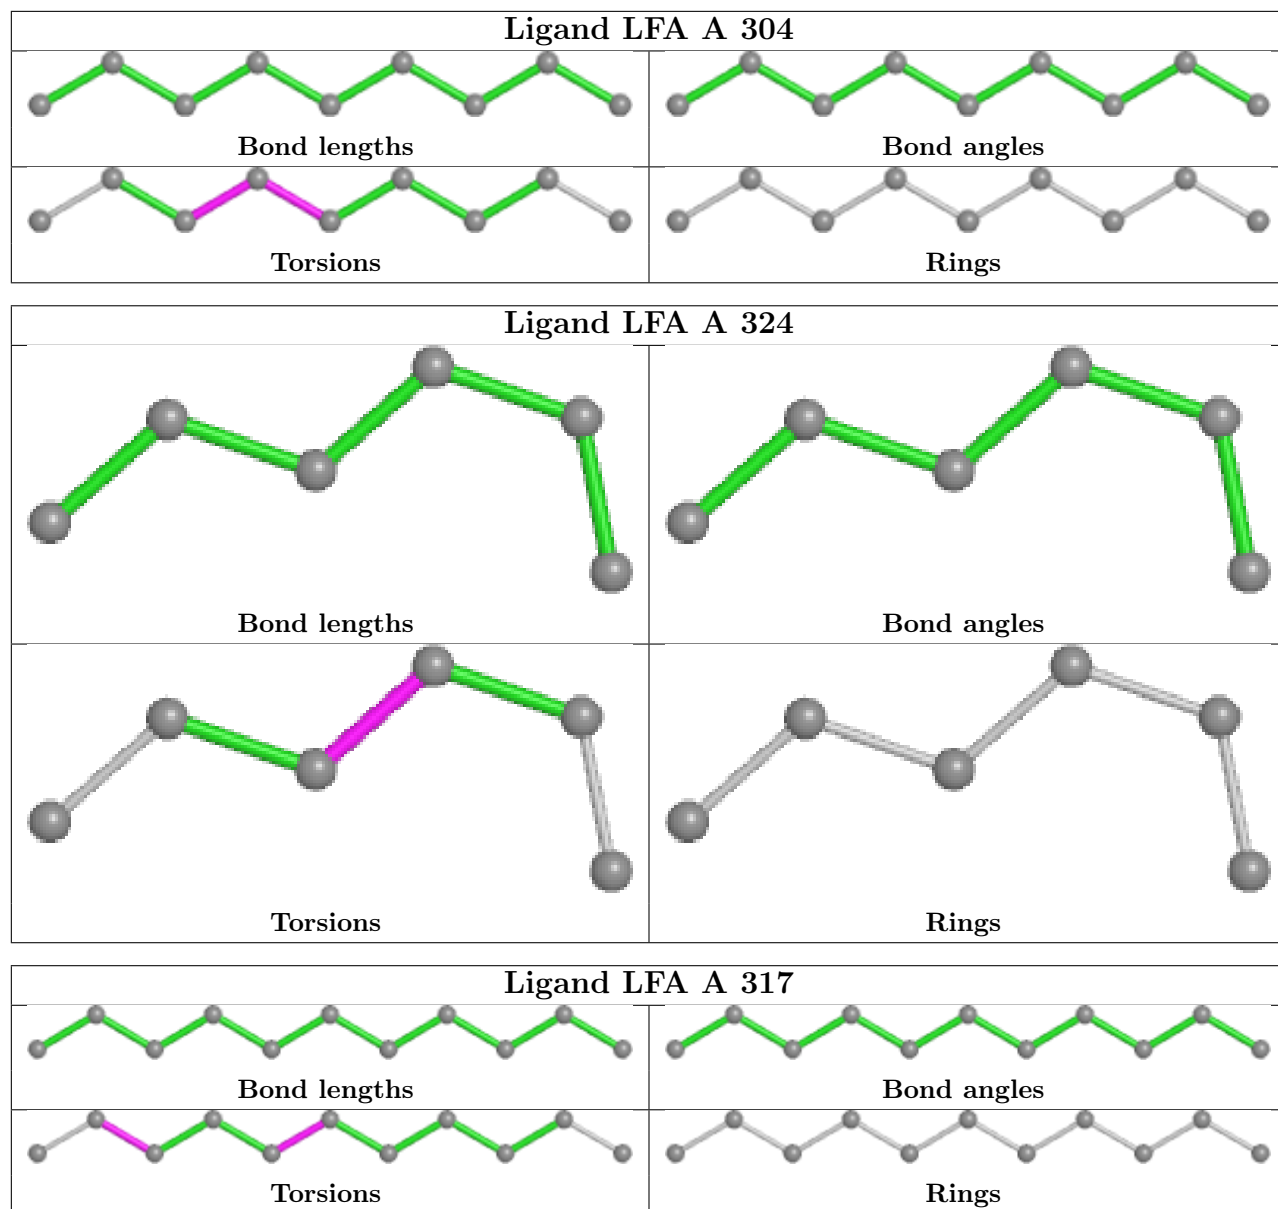 Ligand LFA A 304
Bond lengths
Bond angles
Torsions
Rings
Ligand LFA A 324
Bond lengths
Bond angles
Torsions
Rings
Ligand LFA A 317
Bond lengths
Bond angles
Torsions
Rings